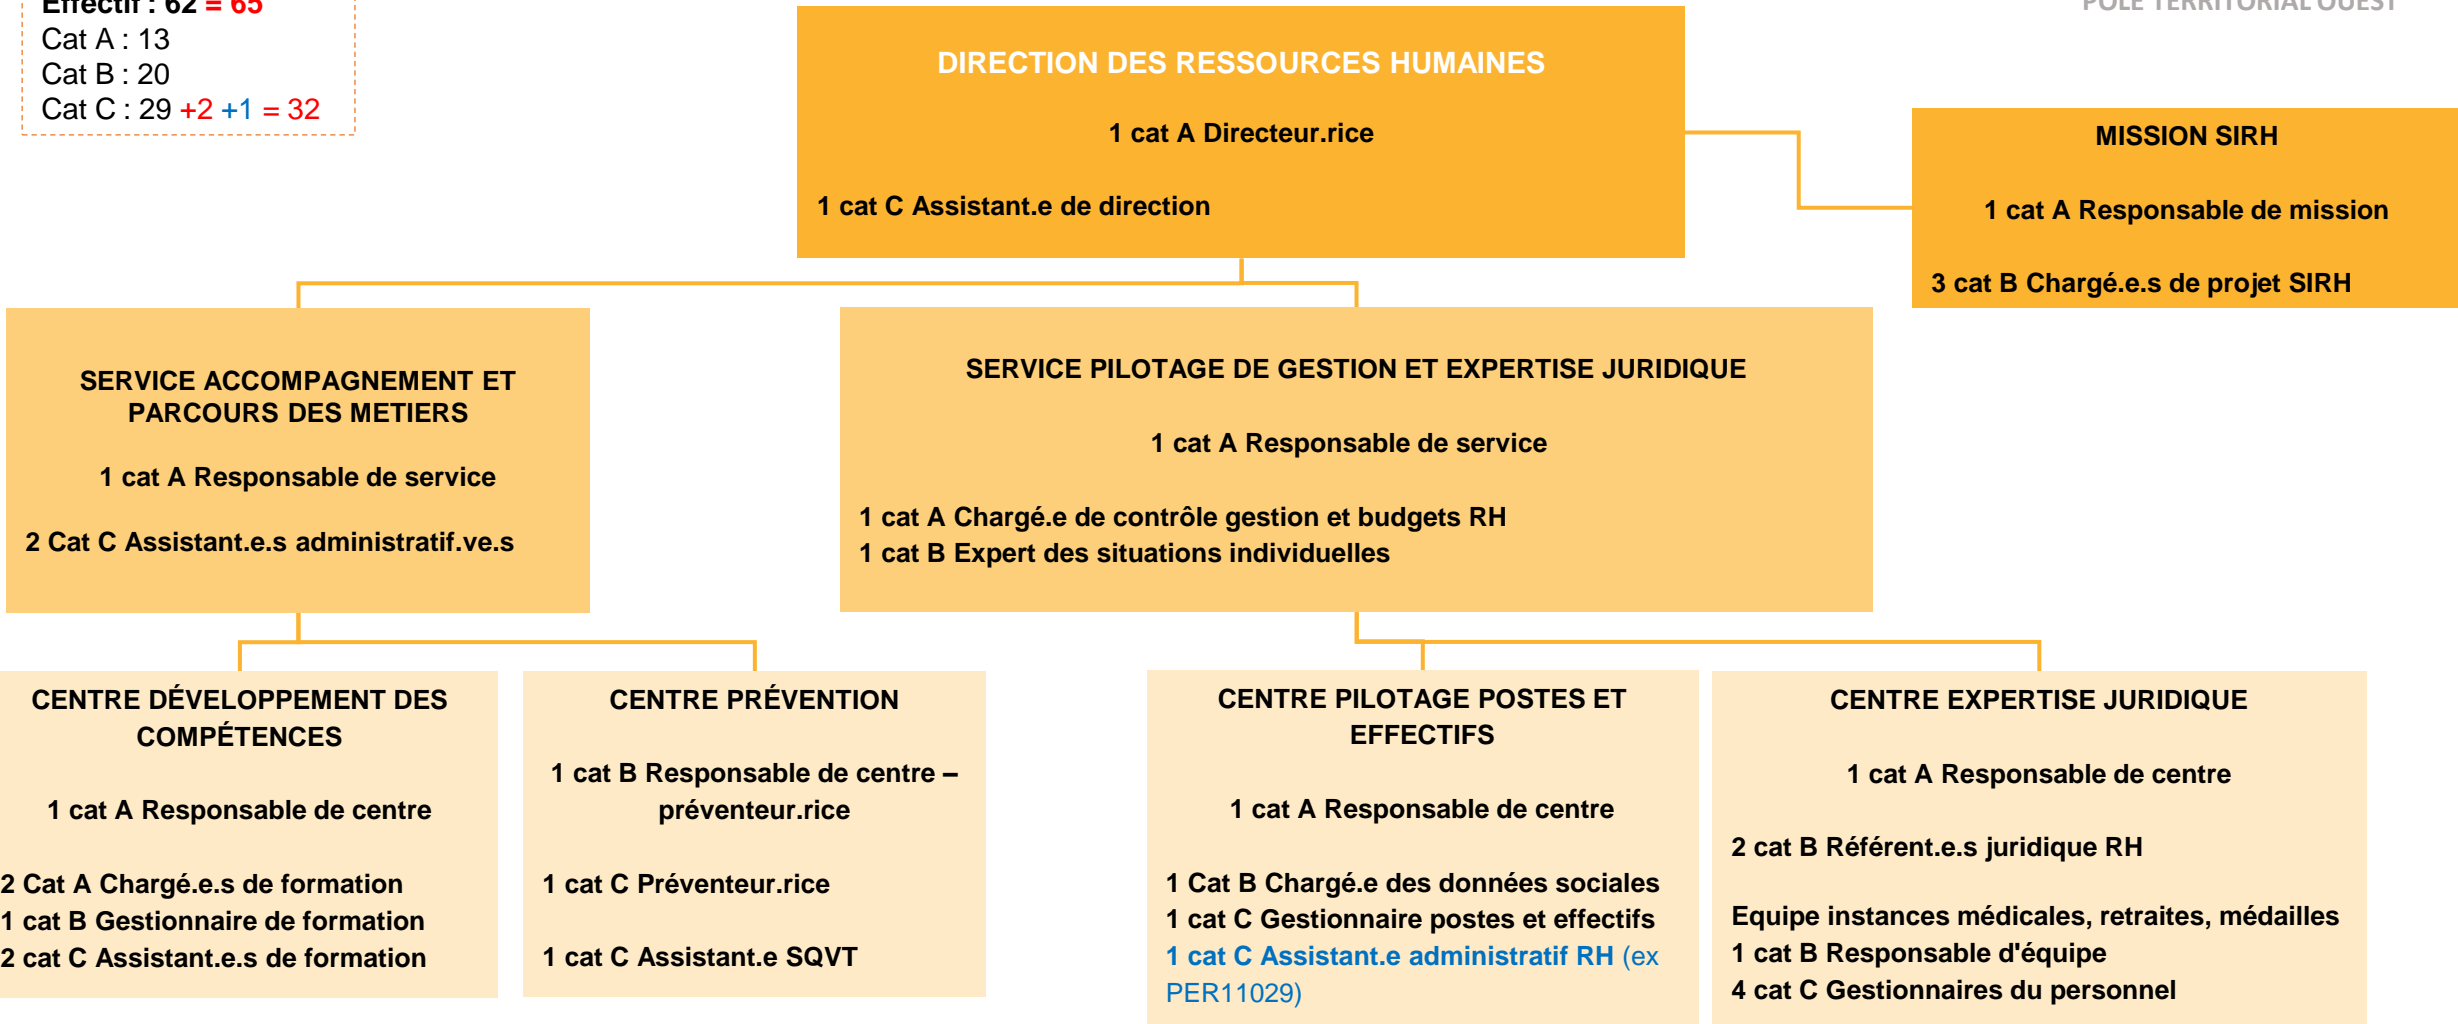 Effectif : 62 = 65
Cat A : 13
Cat B : 20
Cat C : 29 +2 +1 = 32
POLE TERRITORIAL OUEST
DIRECTION DES RESSOURCES HUMAINES
1 cat A Directeur.rice
1 cat C Assistant.e de direction
MISSION SIRH
1 cat A Responsable de mission
3 cat B Chargé.e.s de projet SIRH
SERVICE ACCOMPAGNEMENT ET
PARCOURS DES METIERS
1 cat A Responsable de service
2 Cat C Assistant.e.s administratif.ve.s
SERVICE PILOTAGE DE GESTION ET EXPERTISE JURIDIQUE
1 cat A Responsable de service
1 cat A Chargé.e de contrôle gestion et budgets RH
1 cat B Expert des situations individuelles
CENTRE DÉVELOPPEMENT DES
COMPÉTENCES
1 cat A Responsable de centre
2 Cat A Chargé.e.s de formation
1 cat B Gestionnaire de formation
2 cat C Assistant.e.s de formation
CENTRE PRÉVENTION
1 cat B Responsable de centre –
préventeur.rice
1 cat C Préventeur.rice
1 cat C Assistant.e SQVT
CENTRE PILOTAGE POSTES ET
EFFECTIFS
1 cat A Responsable de centre
1 Cat B Chargé.e des données sociales
1 cat C Gestionnaire postes et effectifs
1 cat C Assistant.e administratif RH (ex
PER11029)
CENTRE EXPERTISE JURIDIQUE
1 cat A Responsable de centre
2 cat B Référent.e.s juridique RH
Equipe instances médicales, retraites, médailles
1 cat B Responsable d'équipe
4 cat C Gestionnaires du personnel